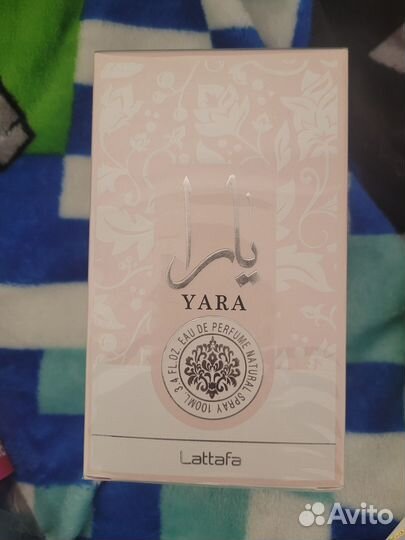 يارا
YARA
3.4 FL.OZ. EAU DE PERFUME NATURAL SPRAY 100ML.
Lattafa
Avito